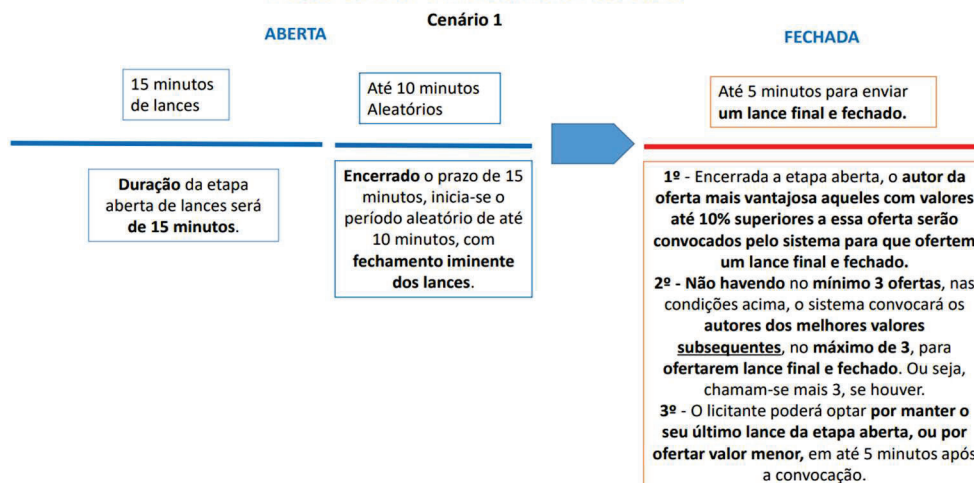 Cenário 1
ABERTA
FECHADA
15 minutos
de lances
Até 10 minutos
Aleatórios
Até 5 minutos para enviar
um lance final e fechado.
Duração da etapa
aberta de lances será
de 15 minutos.
Encerrado o prazo de 15
minutos, inicia-se o
período aleatório de até
10 minutos, com
fechamento iminente
dos lances.
1º - Encerrada a etapa aberta, o autor da
oferta mais vantajosa aqueles com valores
até 10% superiores a essa oferta serão
convocados pelo sistema para que ofertem
um lance final e fechado.
2º - Não havendo no mínimo 3 ofertas, nas
condições acima, o sistema convocará os
autores dos melhores valores
subsequentes, no máximo de 3, para
ofertarem lance final e fechado. Ou seja,
chamam-se mais 3, se houver.
3º - O licitante poderá optar por manter o
seu último lance da etapa aberta, ou por
ofertar valor menor, em até 5 minutos após
a convocação.